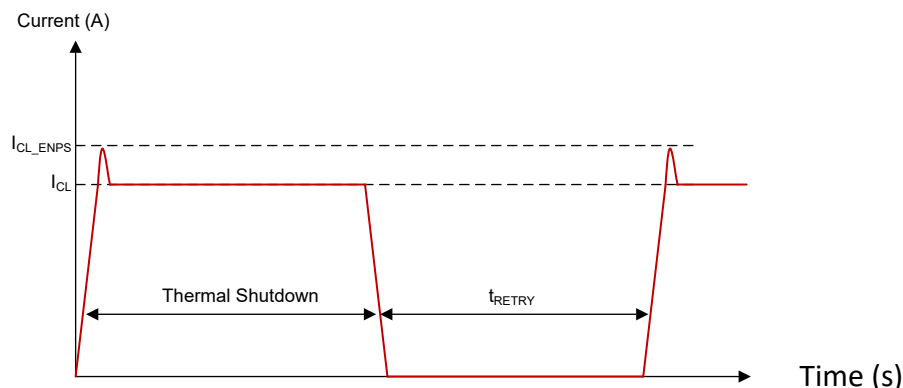 Current (A)
I_CL_ENPS
I_CL
Thermal Shutdown
t_RETRY
Time (s)